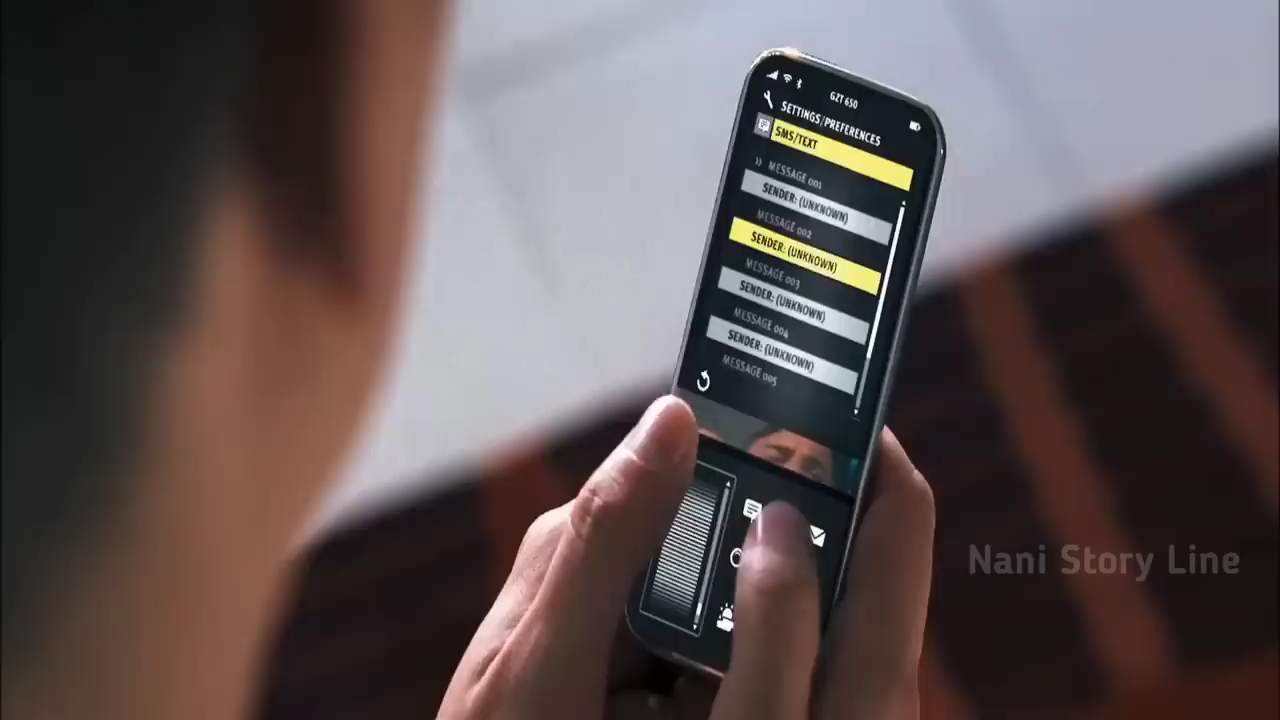 GZT 650
SETTINGS/PREFERENCES
SMS/TEXT
» MESSAGE 001
SENDER: (UNKNOWN)
MESSAGE 002
SENDER: (UNKNOWN)
MESSAGE 003
SENDER: (UNKNOWN)
MESSAGE 004
SENDER: (UNKNOWN)
MESSAGE 005
Nani Story Line